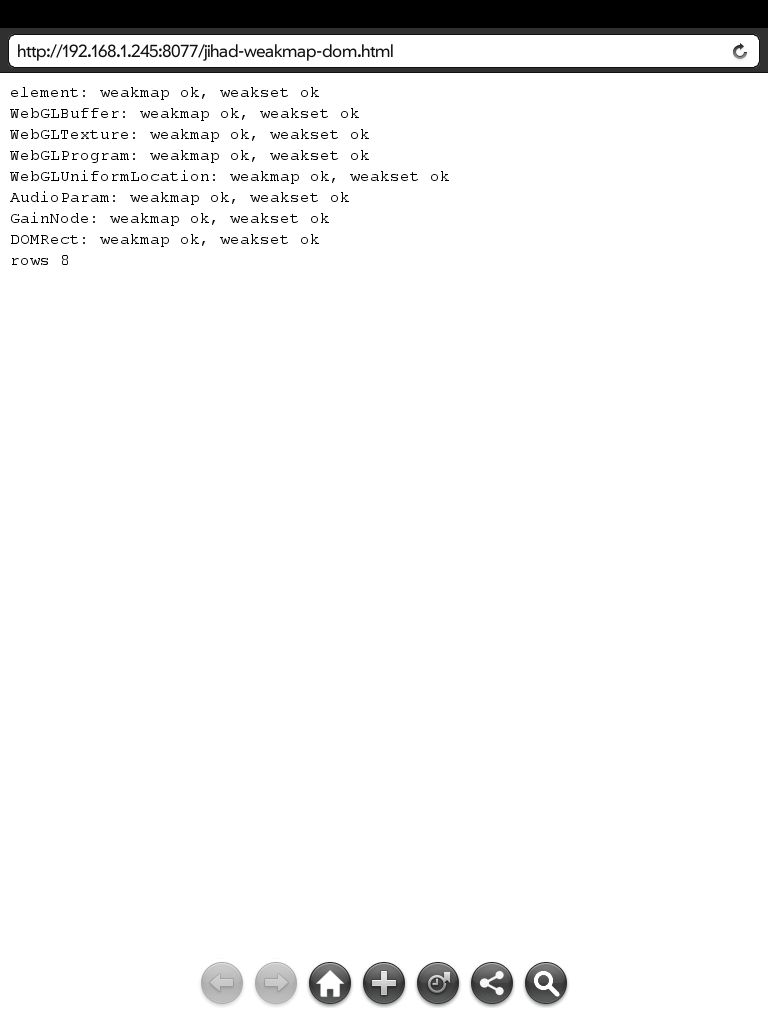 http://192.168.1.245:8077/jihad-weakmap-dom.html
element: weakmap ok, weakset ok
WebGLBuffer: weakmap ok, weakset ok
WebGLTexture: weakmap ok, weakset ok
WebGLProgram: weakmap ok, weakset ok
WebGLUniformLocation: weakmap ok, weakset ok
AudioParam: weakmap ok, weakset ok
GainNode: weakmap ok, weakset ok
DOMRect: weakmap ok, weakset ok
rows 8